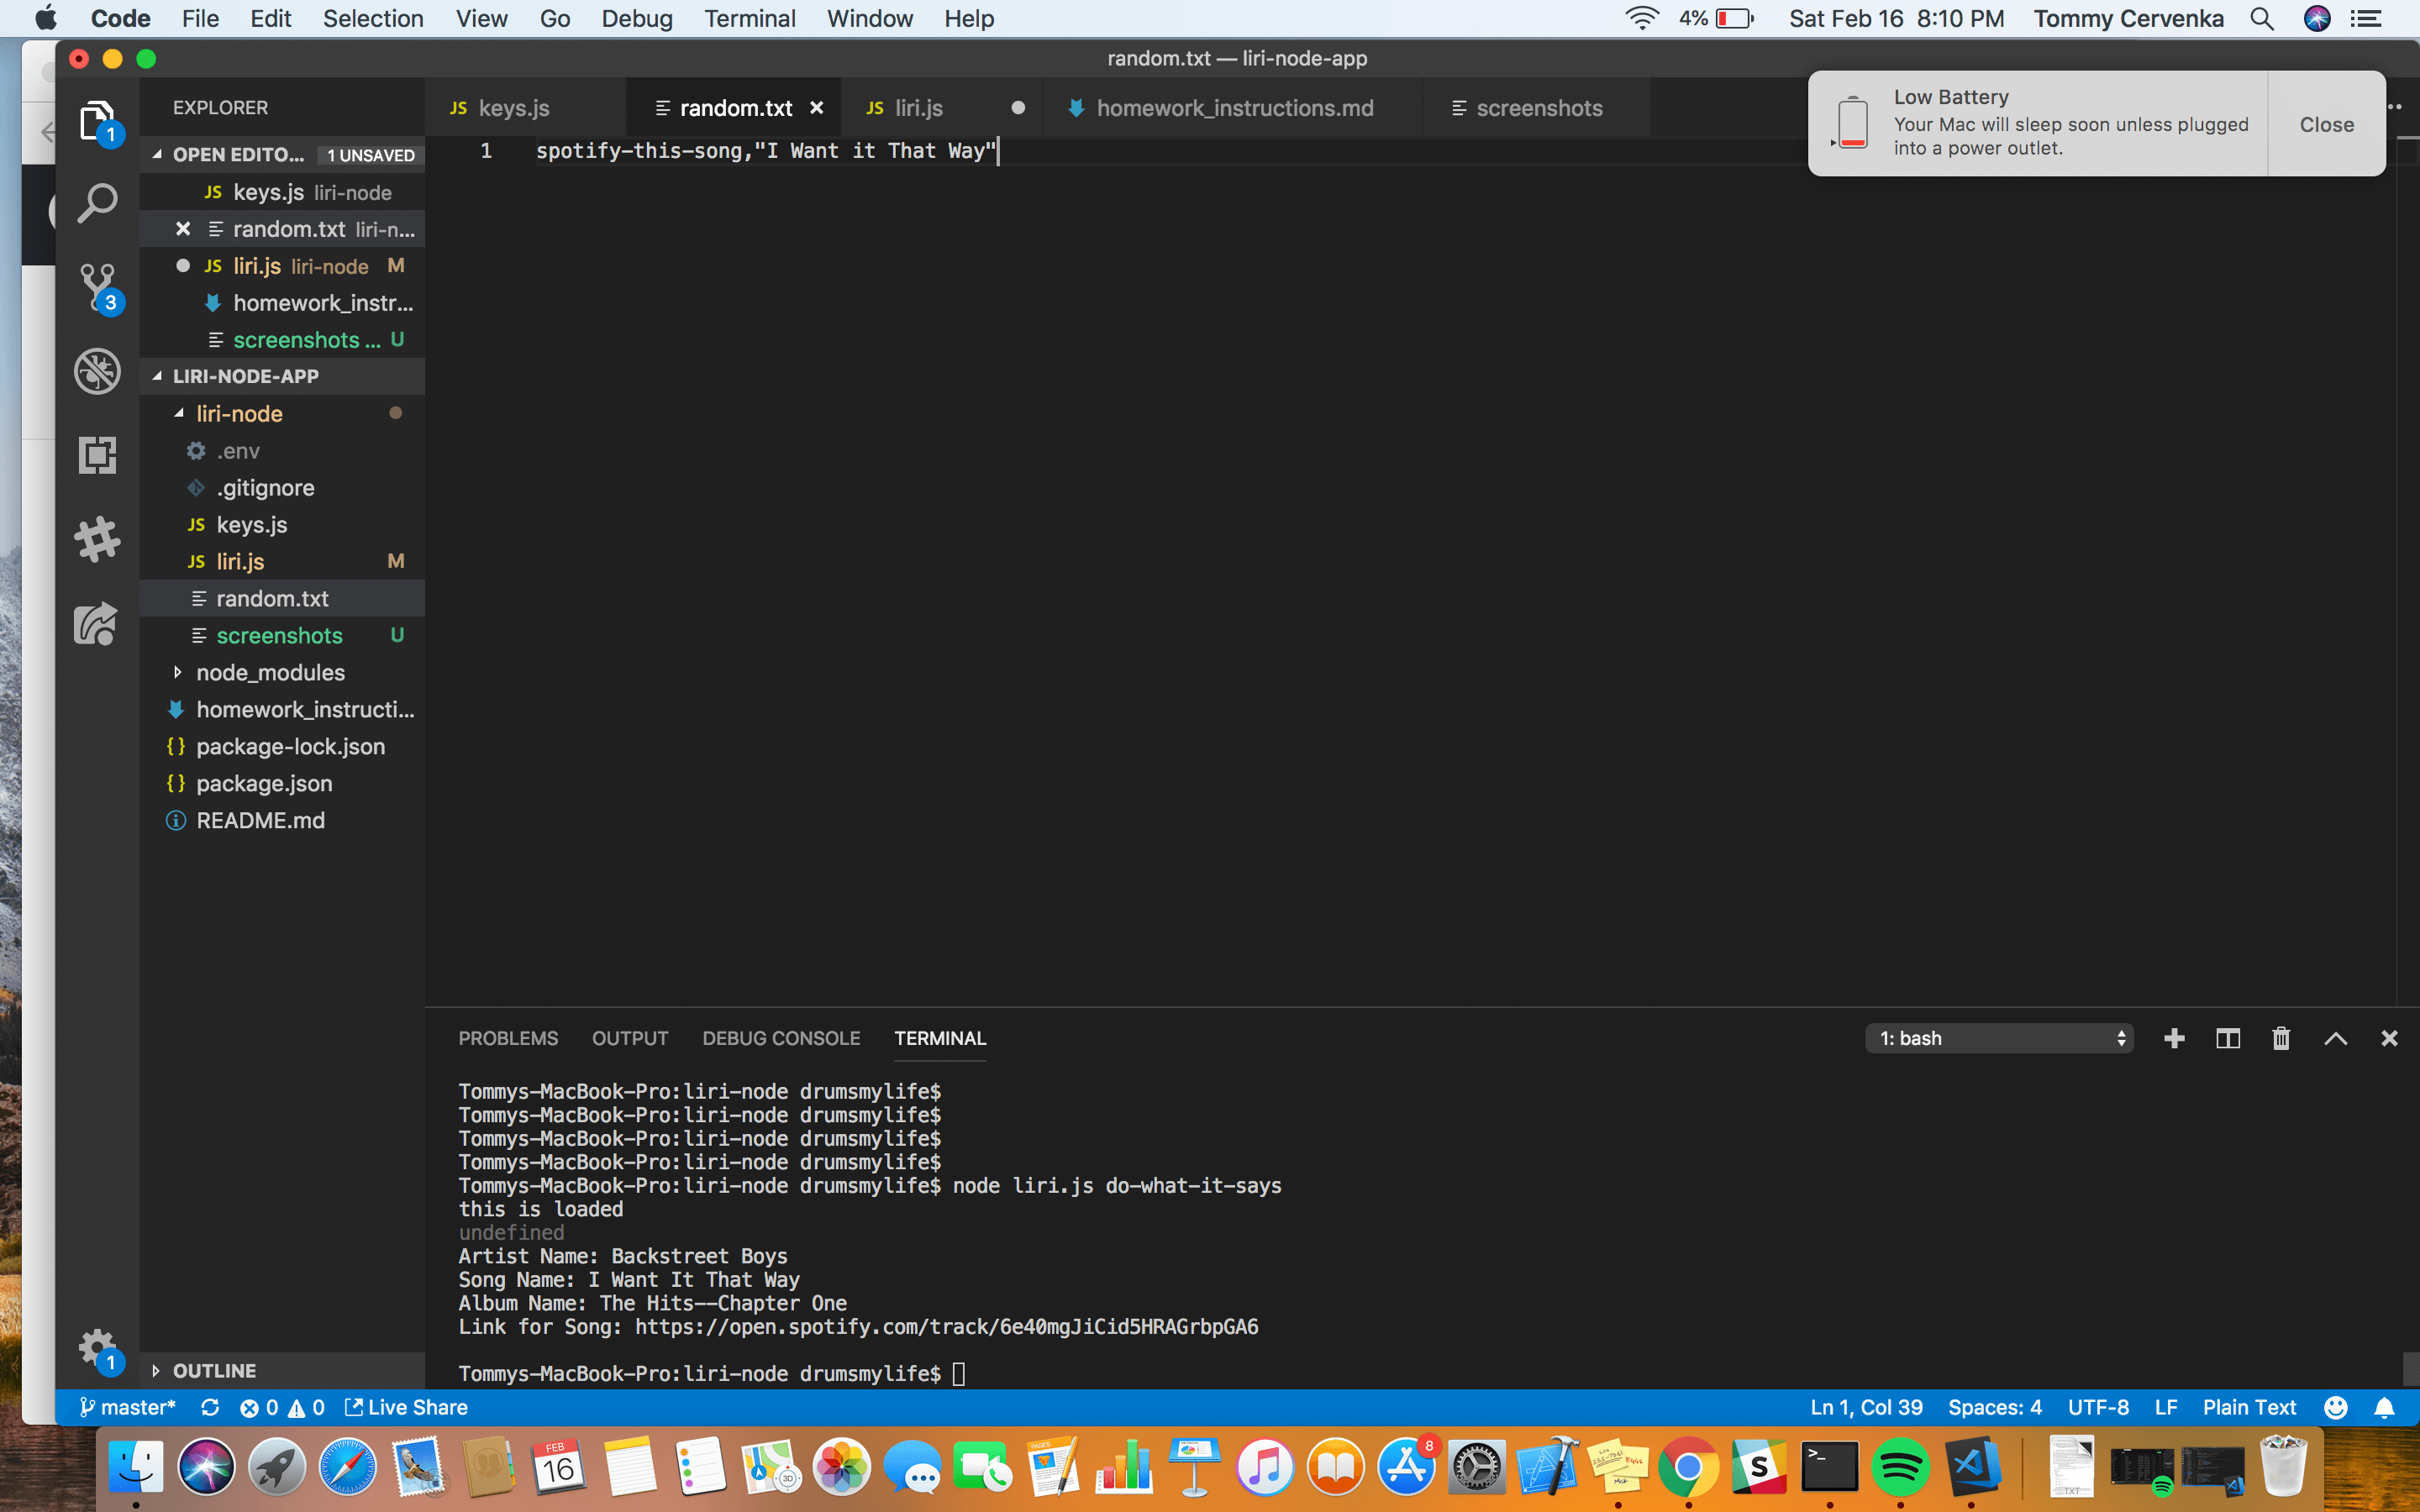 Code File Edit Selection View Go Debug Terminal Window Help 4% Sat Feb 16 8:10 PM Tommy Cervenka
random.txt — liri-node-app
Low Battery
Your Mac will sleep soon unless plugged
into a power outlet.
Close
EXPLORER
JS keys.js random.txt JS liri.js homework_instructions.md screenshots
1
OPEN EDITO... 1 UNSAVED
1 spotify-this-song,"I Want it That Way"
JS keys.js liri-node
random.txt liri-n...
JS liri.js liri-node M
homework_instr...
3
screenshots ... U
LIRI-NODE-APP
liri-node
.env
.gitignore
JS keys.js
JS liri.js M
random.txt
screenshots U
node_modules
homework_instructi...
{} package-lock.json
{} package.json
README.md
PROBLEMS OUTPUT DEBUG CONSOLE TERMINAL 1: bash
Tommys-MacBook-Pro:liri-node drumsmylife$
Tommys-MacBook-Pro:liri-node drumsmylife$
Tommys-MacBook-Pro:liri-node drumsmylife$
Tommys-MacBook-Pro:liri-node drumsmylife$
Tommys-MacBook-Pro:liri-node drumsmylife$ node liri.js do-what-it-says
this is loaded
undefined
Artist Name: Backstreet Boys
Song Name: I Want It That Way
Album Name: The Hits--Chapter One
Link for Song: https://open.spotify.com/track/6e40mgJiCid5HRAGrbpGA6
Tommys-MacBook-Pro:liri-node drumsmylife$
1
OUTLINE
master* 0 0 Live Share Ln 1, Col 39 Spaces: 4 UTF-8 LF Plain Text
FEB
16
3D
PAGES
8
S
>_
TXT